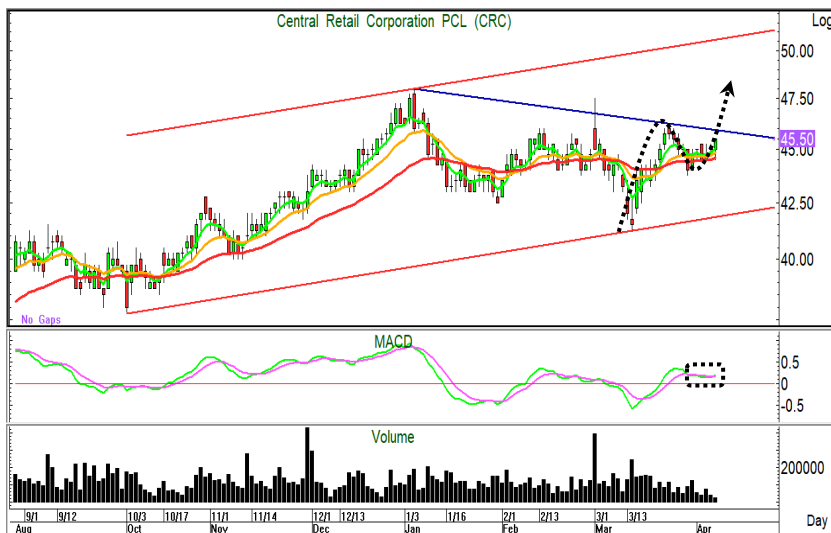 Central Retail Corporation PCL (CRC)
Log
50.00
47.50
45.50
45.00
42.50
40.00
No Gaps
MACD
0.5
0
-0.5
Volume
200000
9/1 9/12 10/3 10/17 11/1 11/14 12/1 12/13 1/3 1/16 2/1 2/13 3/1 3/13
Aug Oct Nov Dec Jan Feb Mar Apr
Day